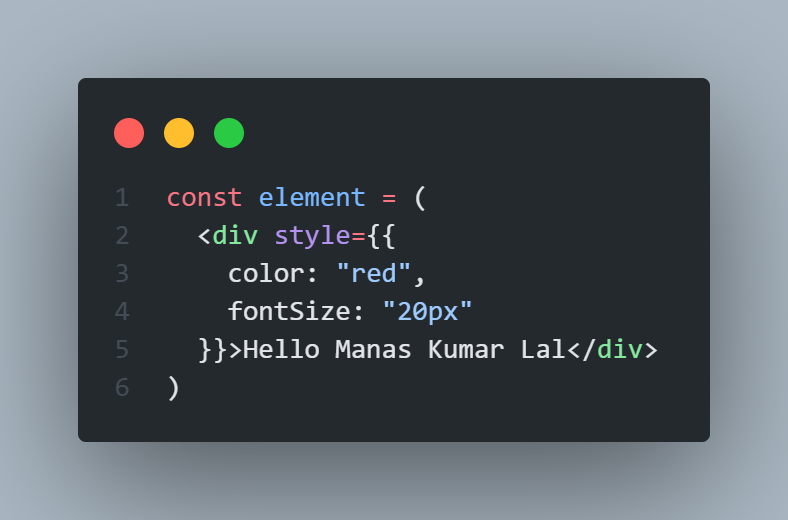 1 const element = (
2 <div style={{
3 color: "red",
4 fontSize: "20px"
5 }}>Hello Manas Kumar Lal</div>
6 )